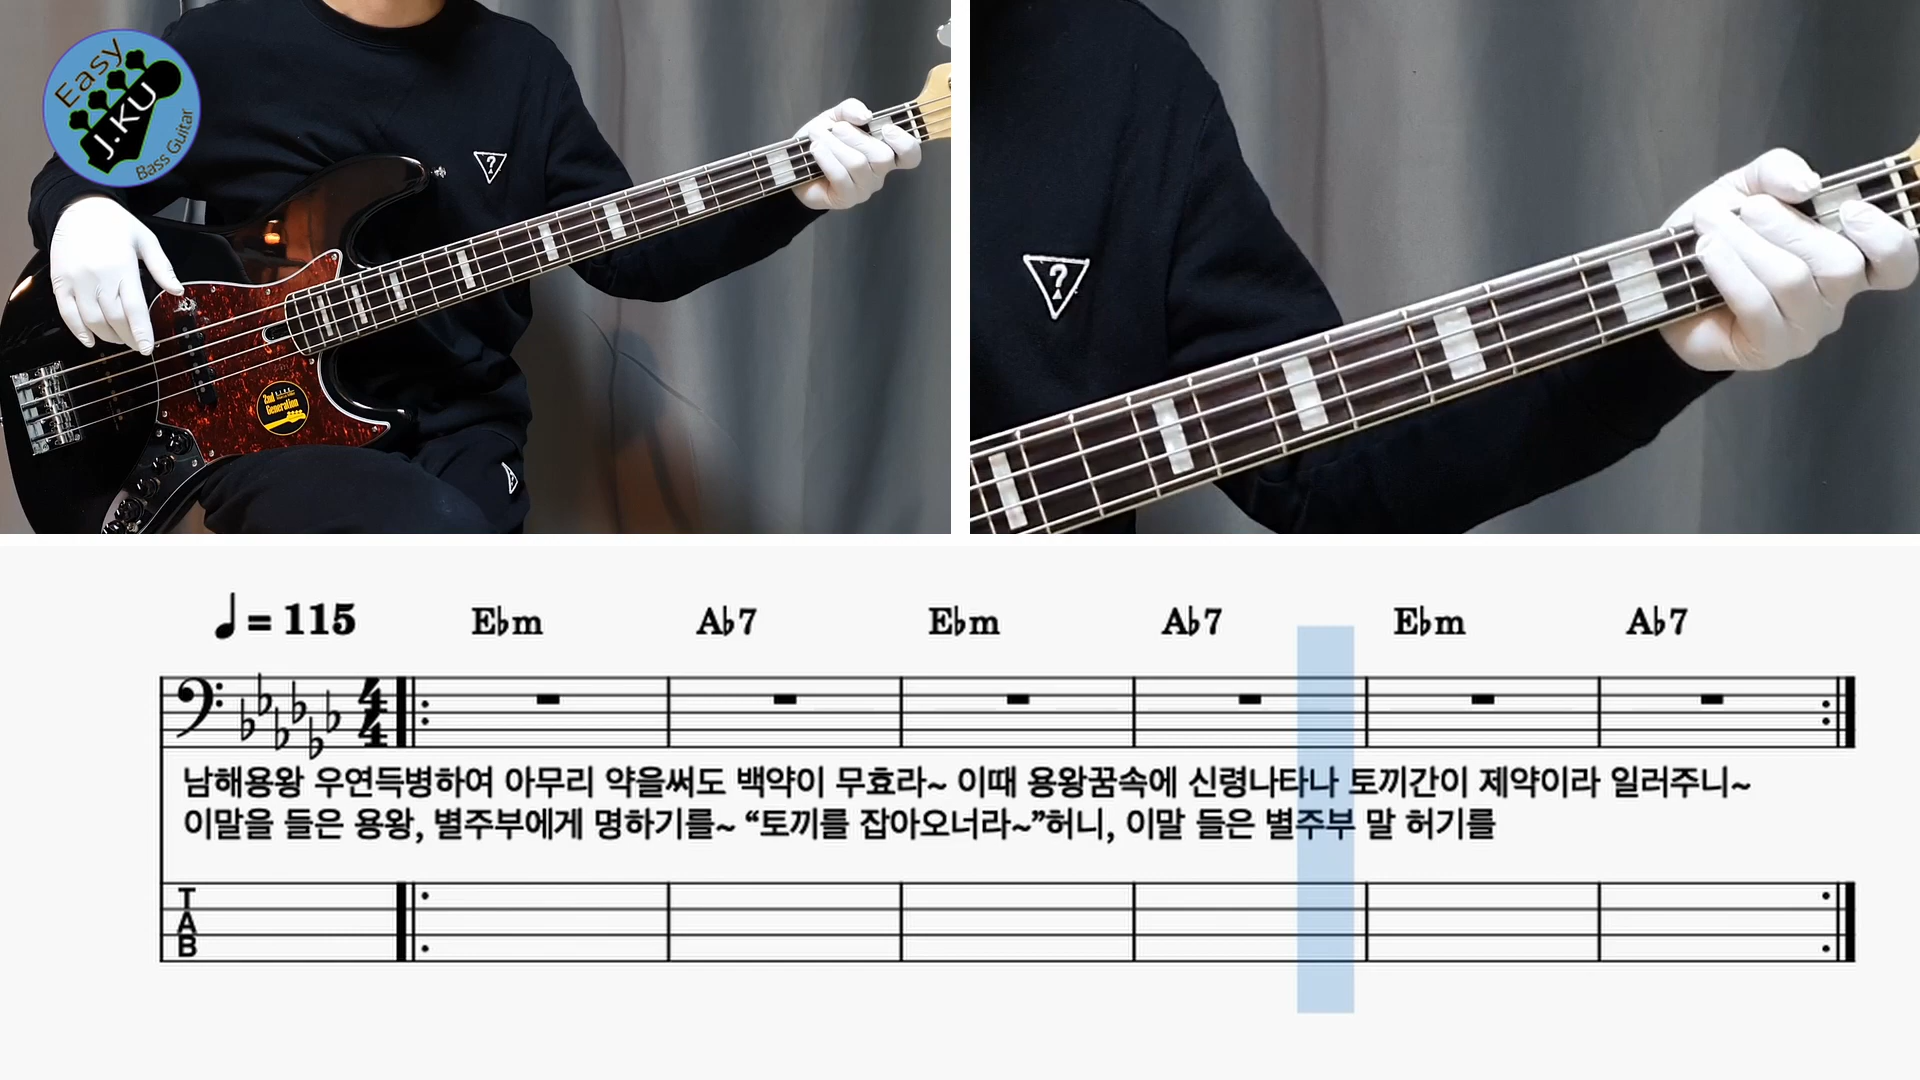 Easy
J.KU
Bass Guitar
?
2nd
Generation
?
♩ = 115 E♭m A♭7 E♭m A♭7 E♭m A♭7
4
4
남해용왕 우연득병하여 아무리 약을써도 백약이 무효라~ 이때 용왕꿈속에 신령나타나 토끼간이 제약이라 일러주니~
이말을 들은 용왕, 별주부에게 명하기를~ “토끼를 잡아오너라~”허니, 이말 들은 별주부 말 허기를
T
A
B